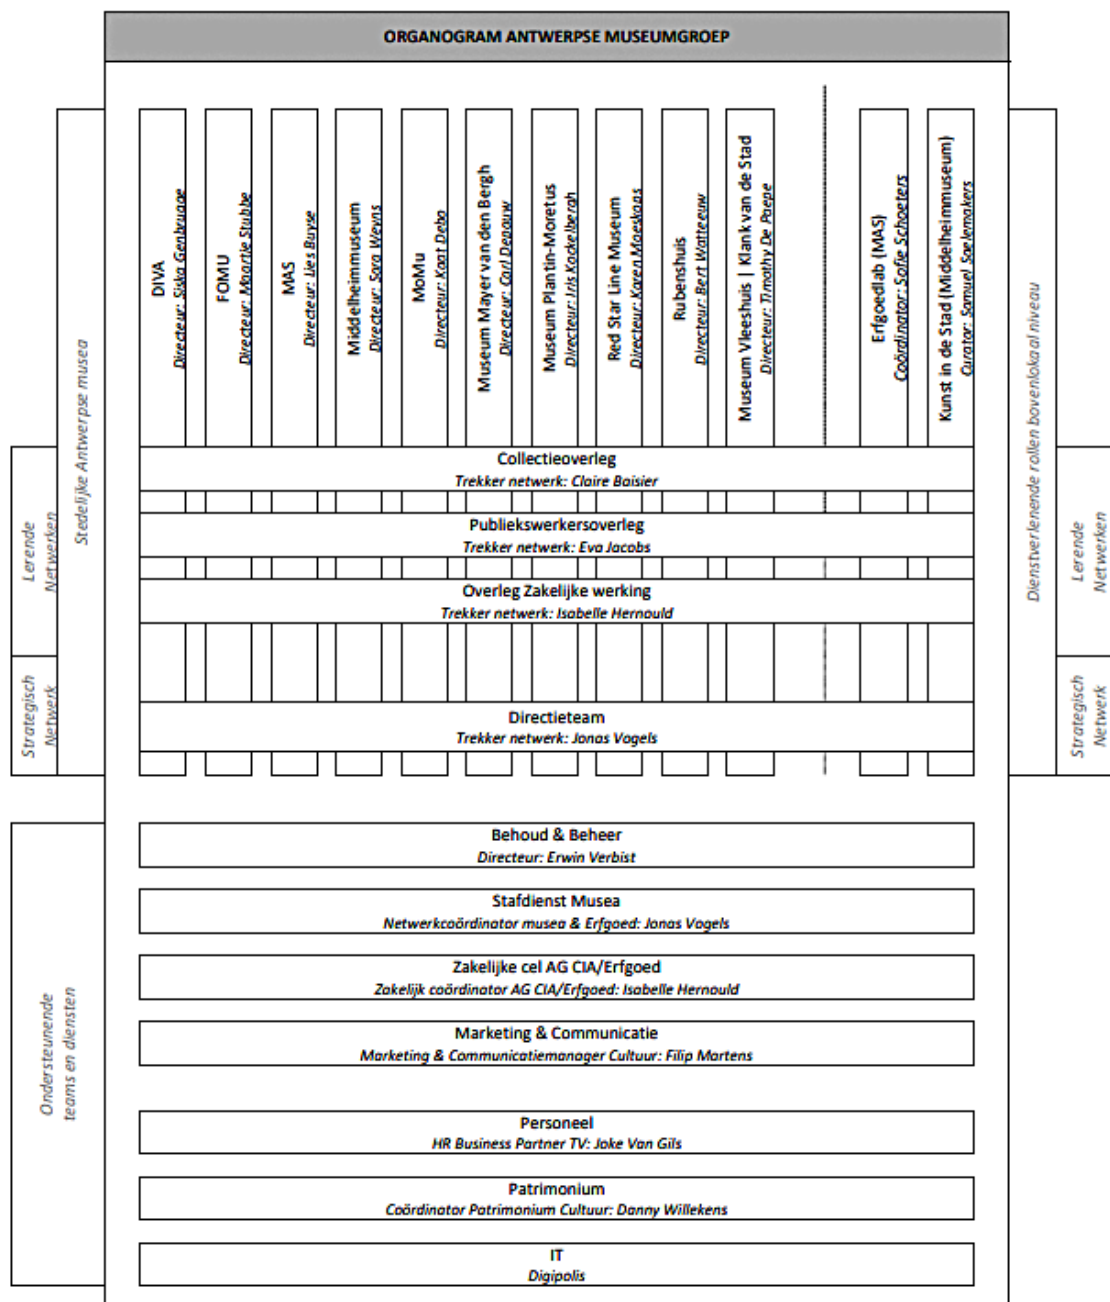 ORGANOGRAM ANTWERPSE MUSEUMGROEP
Stedelijke Antwerpse musea
DIVA
Directeur: Siska Genbrugge
FOMU
Directeur: Maartje Stubbe
MAS
Directeur: Lies Buyse
Middelheimmuseum
Directeur: Sara Weyns
MoMu
Directeur: Kaat Debo
Museum Mayer van den Bergh
Directeur: Carl Depauw
Museum Plantin-Moretus
Directeur: Iris Kockelbergh
Red Star Line Museum
Directeur: Karen Moeskops
Rubenshuis
Directeur: Bert Watteeuw
Museum Vleeshuis | Klank van de Stad
Directeur: Timothy De Paepe
Erfgoedlab (MAS)
Coördinator: Sofie Schoeters
Kunst in de Stad (Middelheimmuseum)
Curator: Samuel Saelemakers
Dienstverlenende rollen bovenlokaal niveau
Lerende
Netwerken
Collectieoverleg
Trekker netwerk: Claire Baisier
Publiekswerkersoverleg
Trekker netwerk: Eva Jacobs
Overleg Zakelijke werking
Trekker netwerk: Isabelle Hernould
Lerende
Netwerken
Strategisch
Netwerk
Directieteam
Trekker netwerk: Jonas Vogels
Strategisch
Netwerk
Ondersteunende
teams en diensten
Behoud & Beheer
Directeur: Erwin Verbist
Stafdienst Musea
Netwerkcoördinator musea & Erfgoed: Jonas Vogels
Zakelijke cel AG CIA/Erfgoed
Zakelijk coördinator AG CIA/Erfgoed: Isabelle Hernould
Marketing & Communicatie
Marketing & Communicatiemanager Cultuur: Filip Martens
Personeel
HR Business Partner TV: Joke Van Gils
Patrimonium
Coördinator Patrimonium Cultuur: Danny Willekens
IT
Digipolis